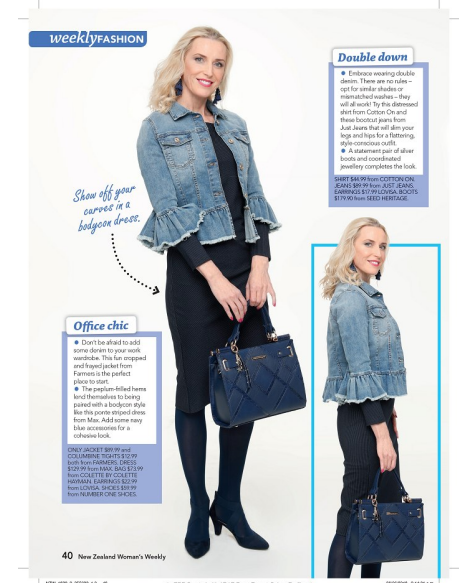 weeklyFASHION
Double down
• Embrace wearing double
denim. There are no rules –
opt for similar shades or
mismatched washes – they
will all work! Try this distressed
shirt from Cotton On and
these bootcut jeans from
Just Jeans that will slim your
legs and hips for a flattering,
style-conscious outfit.
• A statement pair of silver
boots and coordinated
jewellery completes the look.
SHIRT $44.99 from COTTON ON.
JEANS $89.99 from JUST JEANS.
EARRINGS $17.99 LOVISA. BOOTS
$179.90 from SEED HERITAGE.
Show off your
curves in a
bodycon dress.
Office chic
• Don't be afraid to add
some denim to your work
wardrobe. This fun cropped
and frayed jacket from
Farmers is the perfect
place to start.
• The peplum-frilled hems
lend themselves to being
paired with a bodycon style
like this ponte striped dress
from Max. Add some navy
blue accessories for a
cohesive look.
ONLY JACKET $89.99 and
COLUMBINE TIGHTS $12.99
both from FARMERS. DRESS
$129.99 from MAX. BAG $73.99
from COLETTE BY COLETTE
HAYMAN. EARRINGS $22.99
from LOVISA. SHOES $59.99
from NUMBER ONE SHOES.
40 New Zealand Woman's Weekly